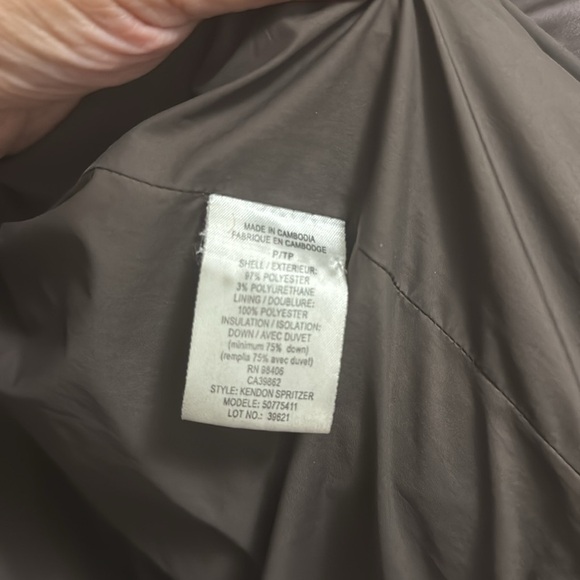 MADE IN CAMBODIA
FABRIQUE EN CAMBODGE
P/TP
SHELL / EXTERIEUR:
97% POLYESTER
3% POLYURETHANE
LINING / DOUBLURE:
100% POLYESTER
INSULATION / ISOLATION:
DOWN / AVEC DUVET
(minimum 75% down)
(remplia 75% avec duvet)
RN 98406
CA39862
STYLE: KENDON SPRITZER
MODELE: 50775411
LOT NO.: 39621